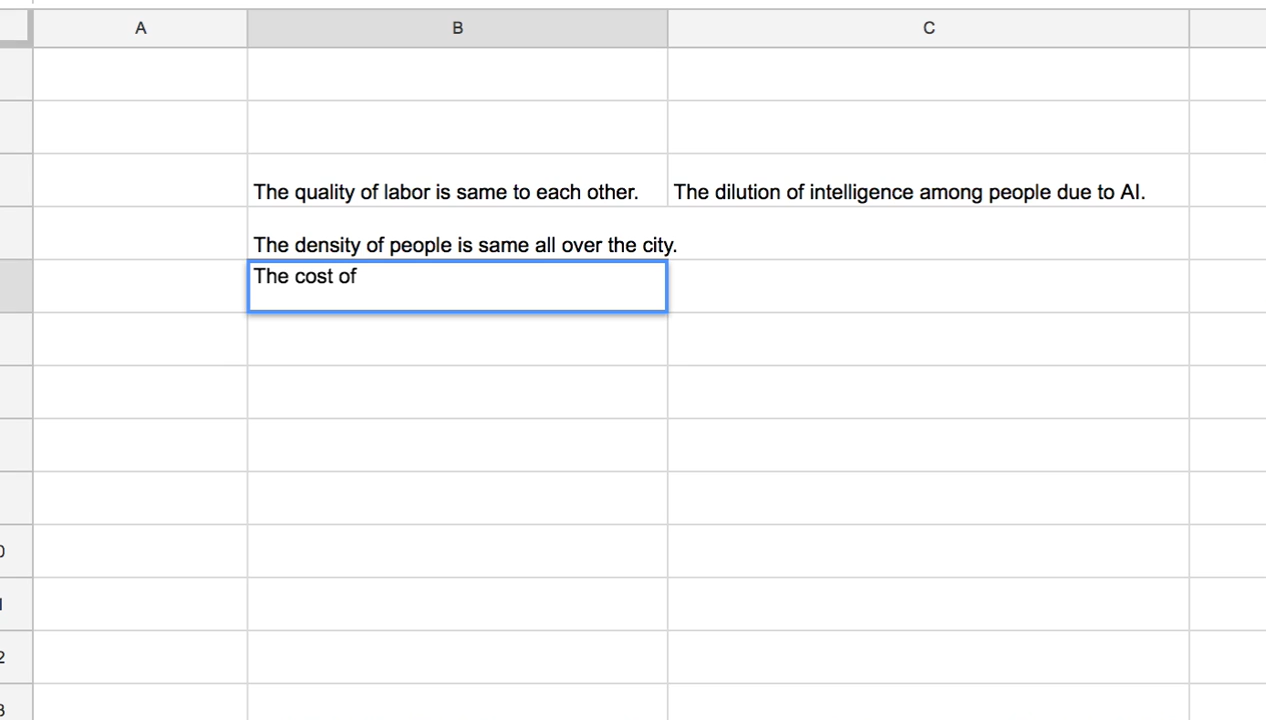 A B C
The quality of labor is same to each other. The dilution of intelligence among people due to AI.
The density of people is same all over the city.
The cost of